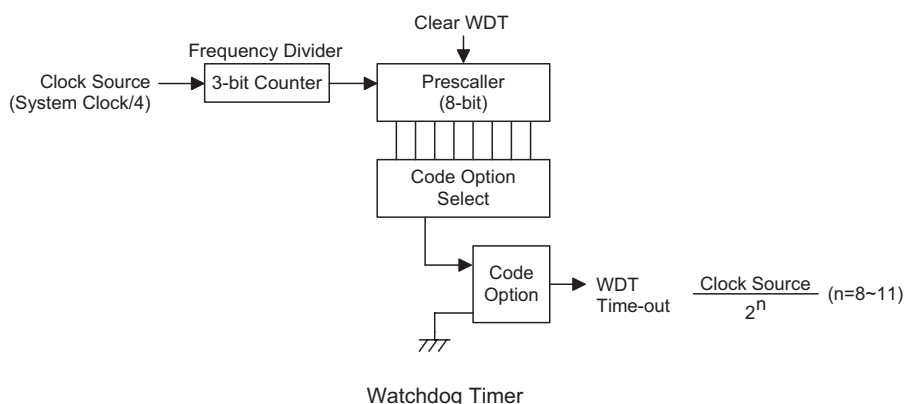 Clear WDT
Frequency Divider
Clock Source
(System Clock/4)
3-bit Counter
Prescaller
(8-bit)
Code Option
Select
Code
Option
WDT
Time-out
Clock Source
2^n
(n=8~11)
Watchdog Timer